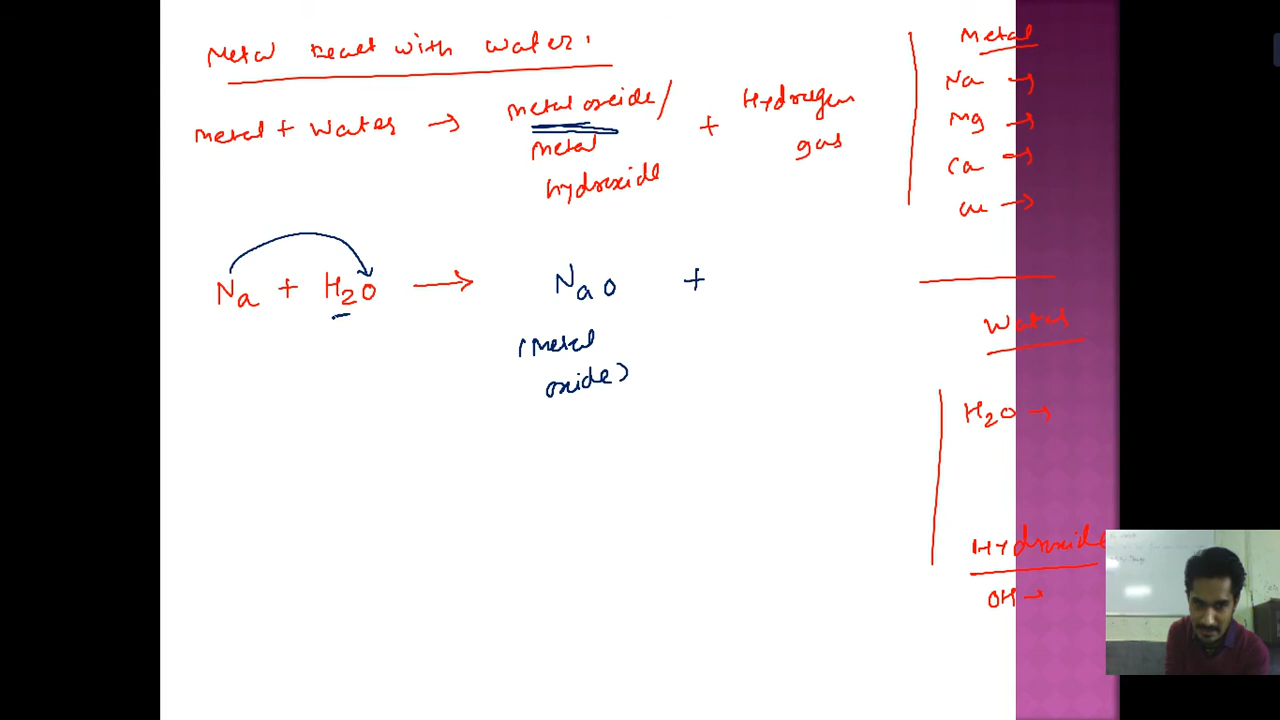 Metal react with water:
Metal + Water → Metal oxide/ + Hydrogen
Metal gas
hydroxide
Na + H2O → NaO +
(Metal
oxide)
Metal
Na →
Mg →
Ca →
Cu →
Water
H2O →
Hydroxide
OH →